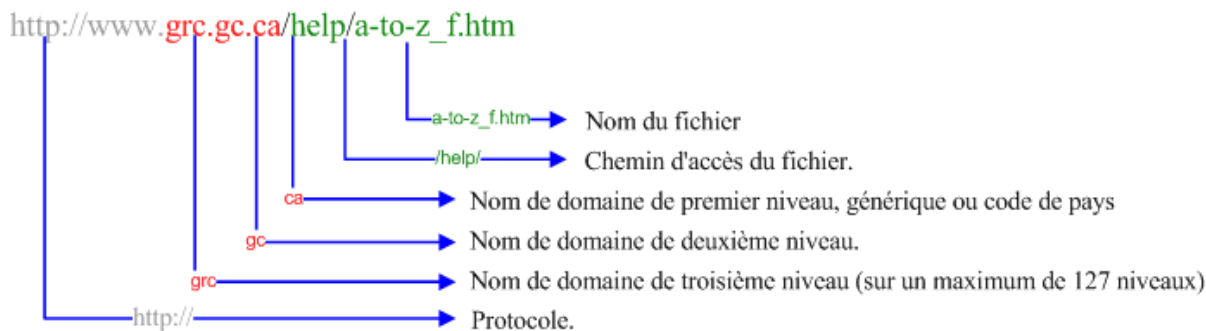 http://www.grc.gc.ca/help/a-to-z_f.htm
a-to-z_f.htm Nom du fichier
/help/ Chemin d'accès du fichier.
ca Nom de domaine de premier niveau, générique ou code de pays
gc Nom de domaine de deuxième niveau.
grc Nom de domaine de troisième niveau (sur un maximum de 127 niveaux)
http:// Protocole.